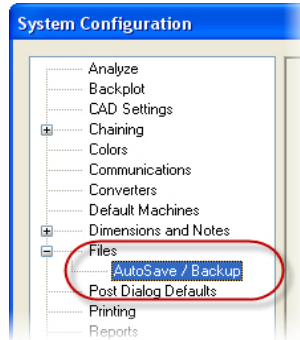 System Configuration
Analyze
Backplot
CAD Settings
Chaining
Colors
Communications
Converters
Default Machines
Dimensions and Notes
Files
AutoSave / Backup
Post Dialog Defaults
Printing
Reports